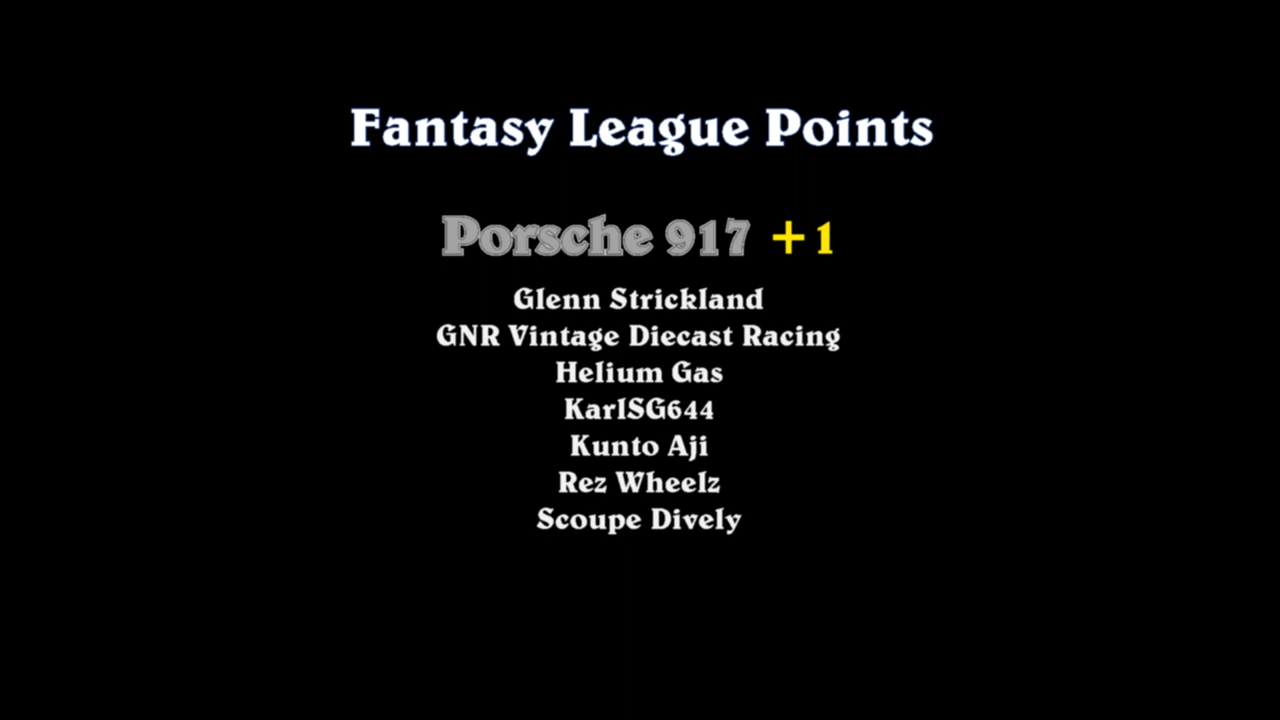 Fantasy League Points
Porsche 917 +1
Glenn Strickland
GNR Vintage Diecast Racing
Helium Gas
KarlSG644
Kunto Aji
Rez Wheelz
Scoupe Dively